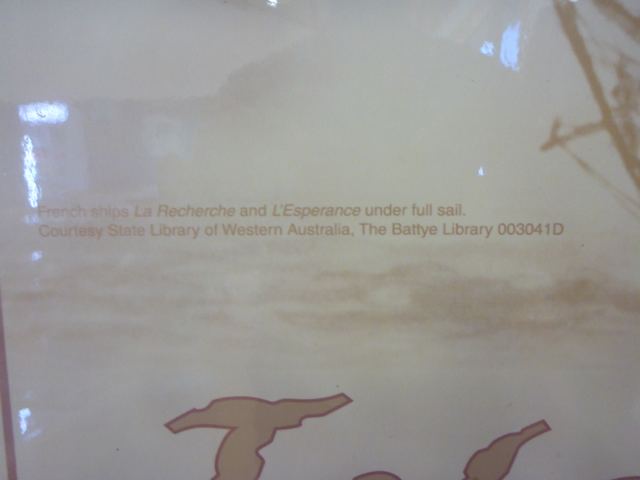 French ships La Recherche and L'Esperance under full sail.
Courtesy State Library of Western Australia, The Battye Library 003041D